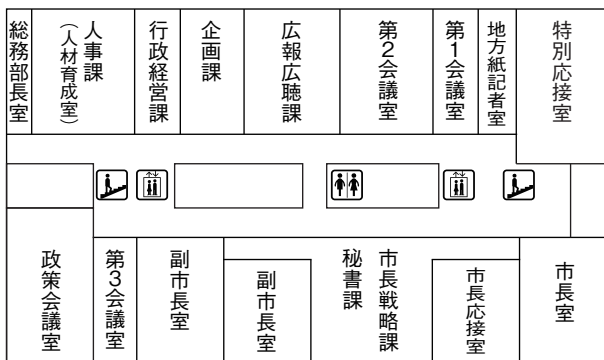 総務部長室
人事課
(人材育成室)
行政経営課
企画課
広報広聴課
第2会議室
第1会議室
地方紙記者室
特別応接室
政策会議室
第3会議室
副市長室
副市長室
秘書課
市長戦略課
市長応接室
市長室